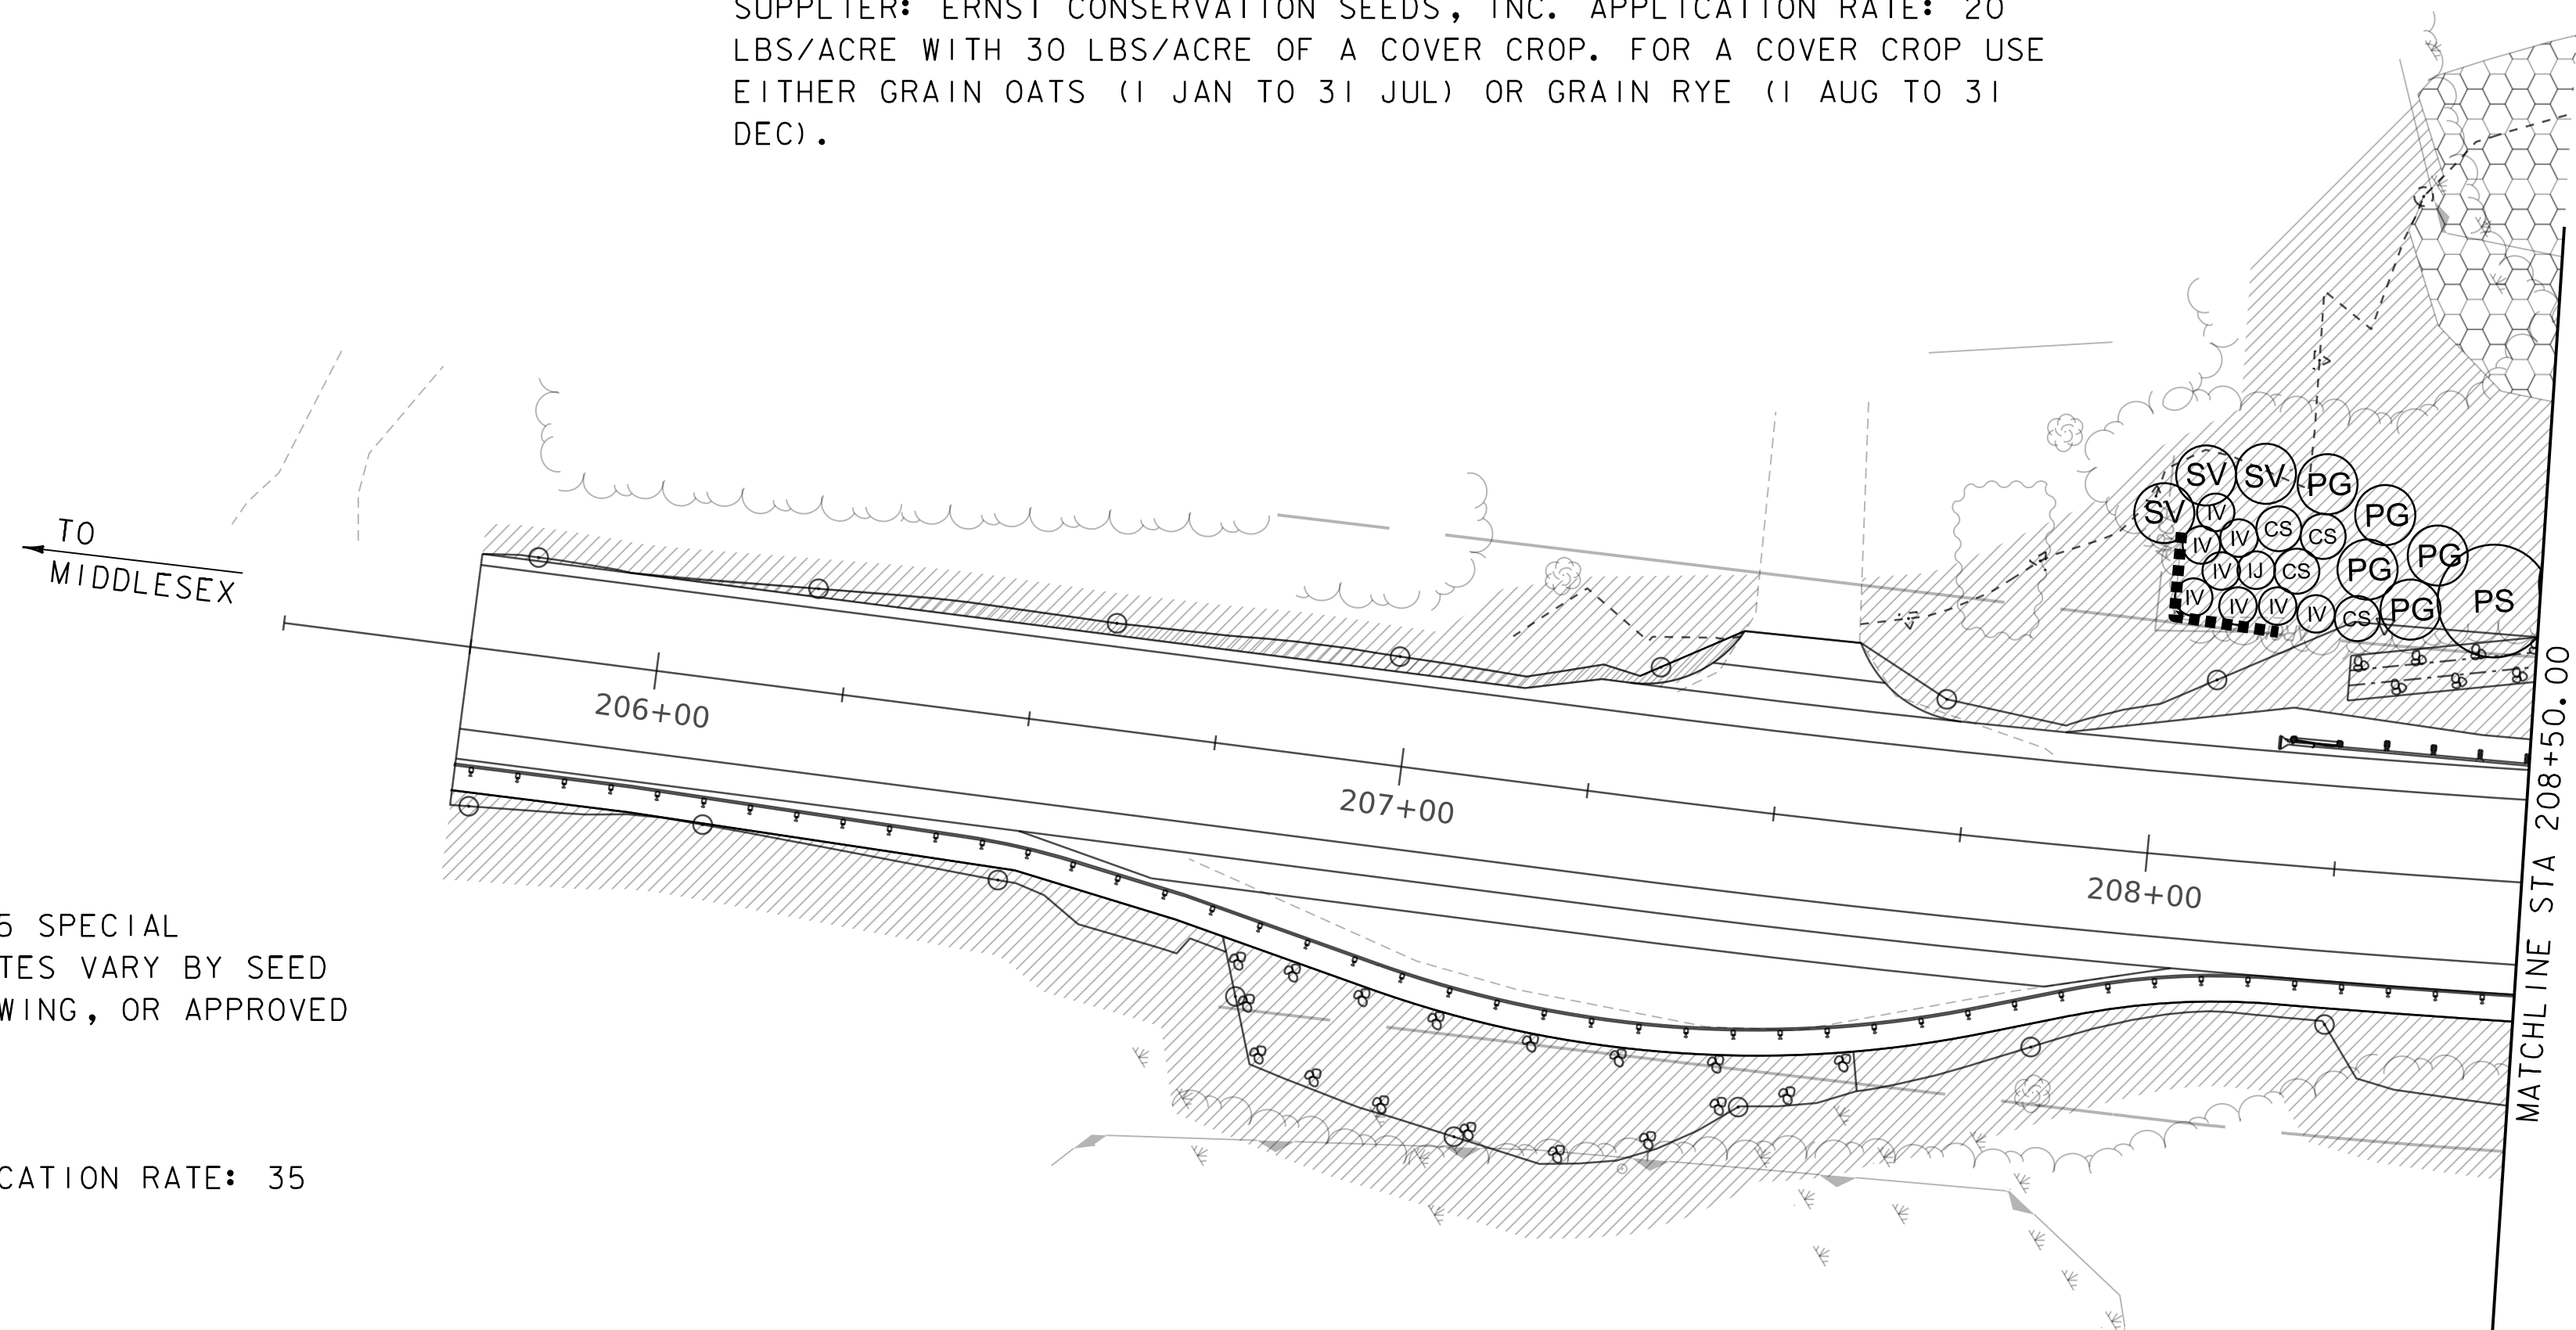 SUPPLIER: ERNST CONSERVATION SEEDS, INC. APPLICATION RATE: 20
LBS/ACRE WITH 30 LBS/ACRE OF A COVER CROP. FOR A COVER CROP USE
EITHER GRAIN OATS (1 JAN TO 31 JUL) OR GRAIN RYE (1 AUG TO 31
DEC).
TO
MIDDLESEX
SV SV PG
SV IV PG
IV IV CS CS PG
IV IJ CS PG
IV IV IV IV CS PG PS
206+00
207+00
208+00
MATCHLINE STA 208+50.00
5 SPECIAL
TES VARY BY SEED
WING, OR APPROVED
CATION RATE: 35